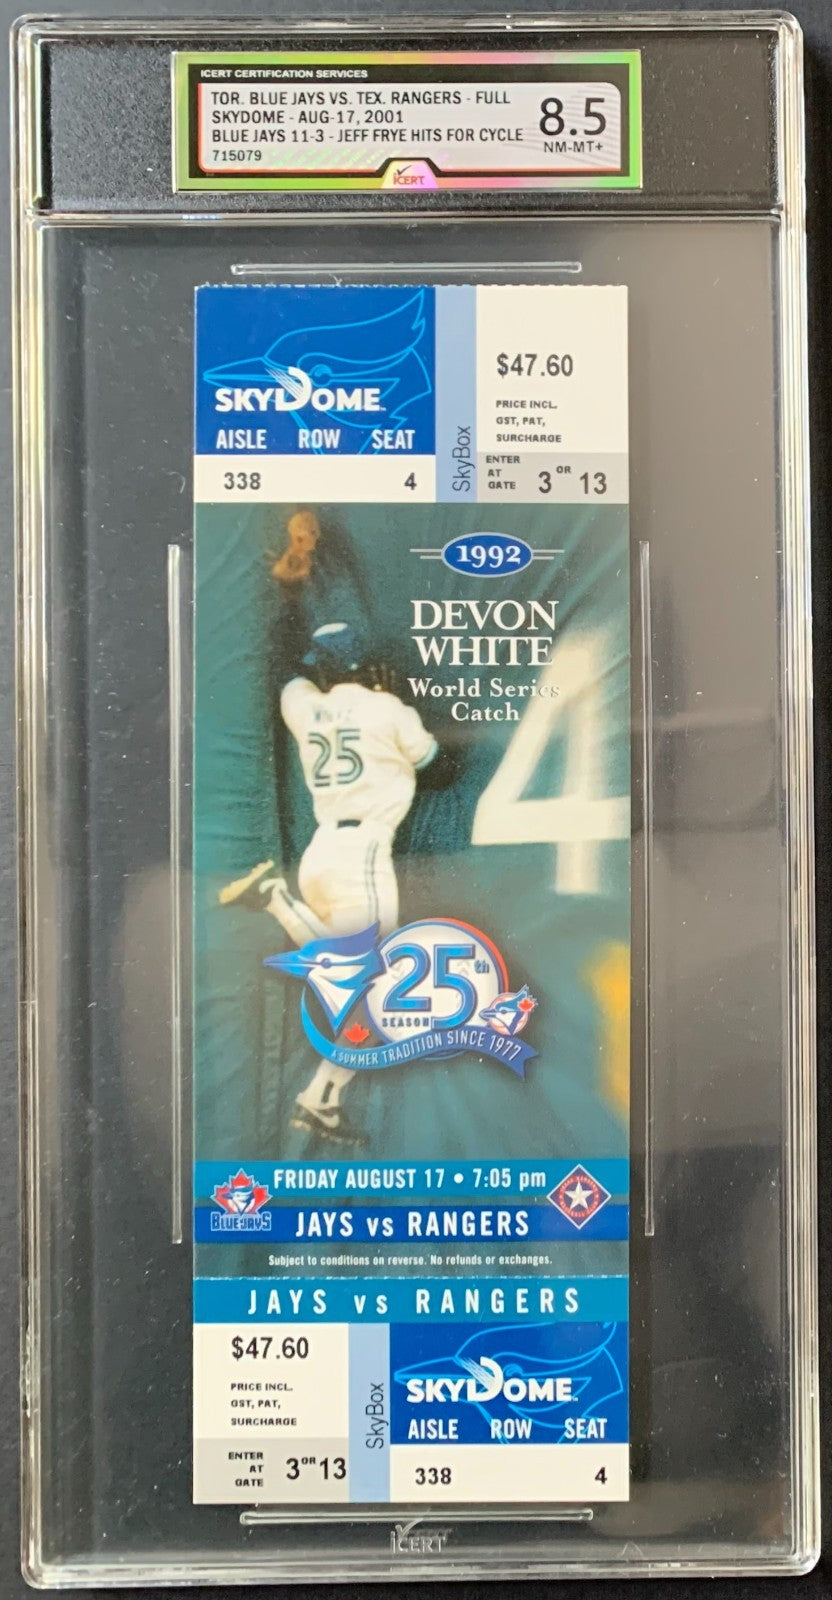 ICERT CERTIFICATION SERVICES
TOR. BLUE JAYS VS. TEX. RANGERS - FULL
SKYDOME - AUG-17, 2001
BLUE JAYS 11-3 - JEFF FRYE HITS FOR CYCLE
715079
8.5
NM-MT+
iCERT
SKYDOME
AISLE ROW SEAT
338 4
SkyBox
$47.60
PRICE INCL.
GST, PAT,
SURCHARGE
ENTER
AT
GATE
3 OR 13
1992
DEVON
WHITE
World Series
Catch
25
4
25th
SEASON
A SUMMER TRADITION SINCE 1977
FRIDAY AUGUST 17 • 7:05 pm
BLUE JAYS
JAYS vs RANGERS
Subject to conditions on reverse. No refunds or exchanges.
JAYS vs RANGERS
$47.60
PRICE INCL.
GST, PAT,
SURCHARGE
ENTER
AT
GATE
3 OR 13
SkyBox
SKYDOME
AISLE ROW SEAT
338 4
iCERT